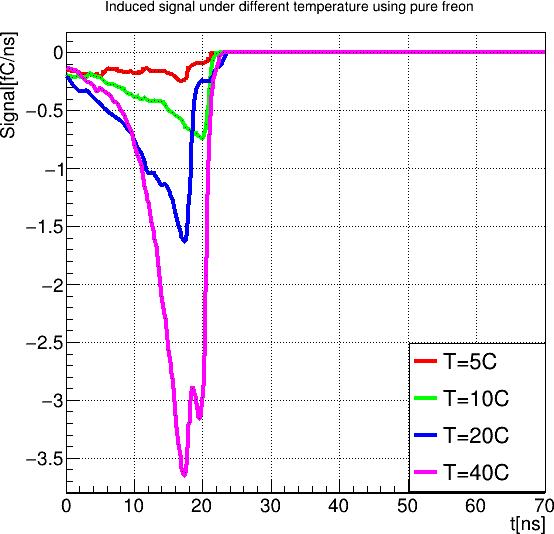 Induced signal under different temperature using pure freon
Signal[fC/ns]
0
−0.5
−1
−1.5
−2
−2.5
−3
−3.5
T=5C
T=10C
T=20C
T=40C
0 10 20 30 40 50 60 70
t[ns]